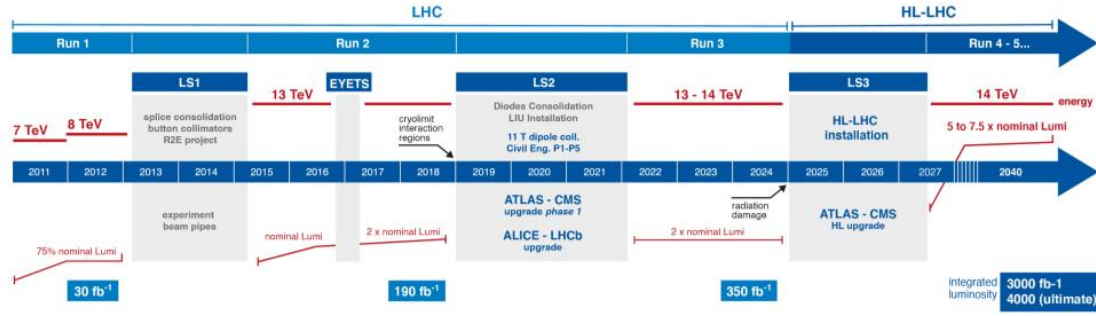 LHC
HL-LHC
Run 1
Run 2
Run 3
Run 4 - 5...
LS1
EYETS
LS2
LS3
13 TeV
13 - 14 TeV
14 TeV
energy
7 TeV
8 TeV
splice consolidation
button collimators
R2E project
cryolimit
interaction
regions
Diodes Consolidation
LIU Installation
11 T dipole coll.
Civil Eng. P1-P5
HL-LHC
installation
5 to 7.5 x nominal Lumi
2011 2012 2013 2014 2015 2016 2017 2018 2019 2020 2021 2022 2023 2024 2025 2026 2027 2040
experiment
beam pipes
ATLAS - CMS
upgrade phase 1
ALICE - LHCb
upgrade
radiation
damage
ATLAS - CMS
HL upgrade
75% nominal Lumi
nominal Lumi
2 x nominal Lumi
2 x nominal Lumi
30 fb-1
190 fb-1
350 fb-1
integrated
luminosity
3000 fb-1
4000 (ultimate)